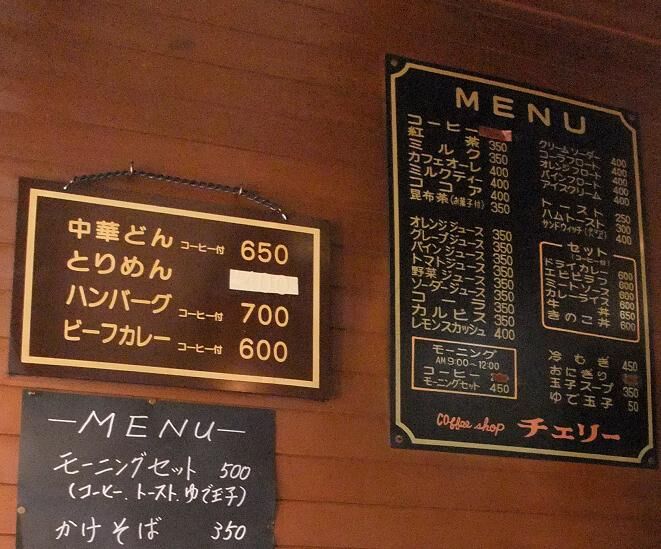 中華どん コーヒー付 650
とりめん
ハンバーグ コーヒー付 700
ビーフカレー コーヒー付 600
—MENU—
モーニングセット 500
(コーヒー、トースト、ゆで玉子)
かけそば 350
MENU
コーヒー
紅茶 350
ミルク 350
カフェオーレ 400
ミルクティー 400
ココア 400
昆布茶(お菓子付) 350
オレンジジュース 350
グレープジュース 350
パインジュース 350
トマトジュース 350
野菜ジュース 350
ソーダージュース 350
コーラ 350
カルピス 350
レモンスカッシュ 400
モーニング
AM9:00~12:00
コーヒー
モーニングセット 450
クリームソーダー 400
コーラフロート 400
オレンジフロート 400
パインフロート 400
アイスクリーム 400
トースト 250
ハムトースト 300
サンドウィッチ 400
セット
(コーヒー付)
ドライカレー 600
エビピラフ 600
ミートソース 600
カレーライス 600
牛丼 650
きのこ丼 600
冷むぎ 450
おにぎり
玉子スープ 350
ゆで玉子 50
coffee shop チェリー